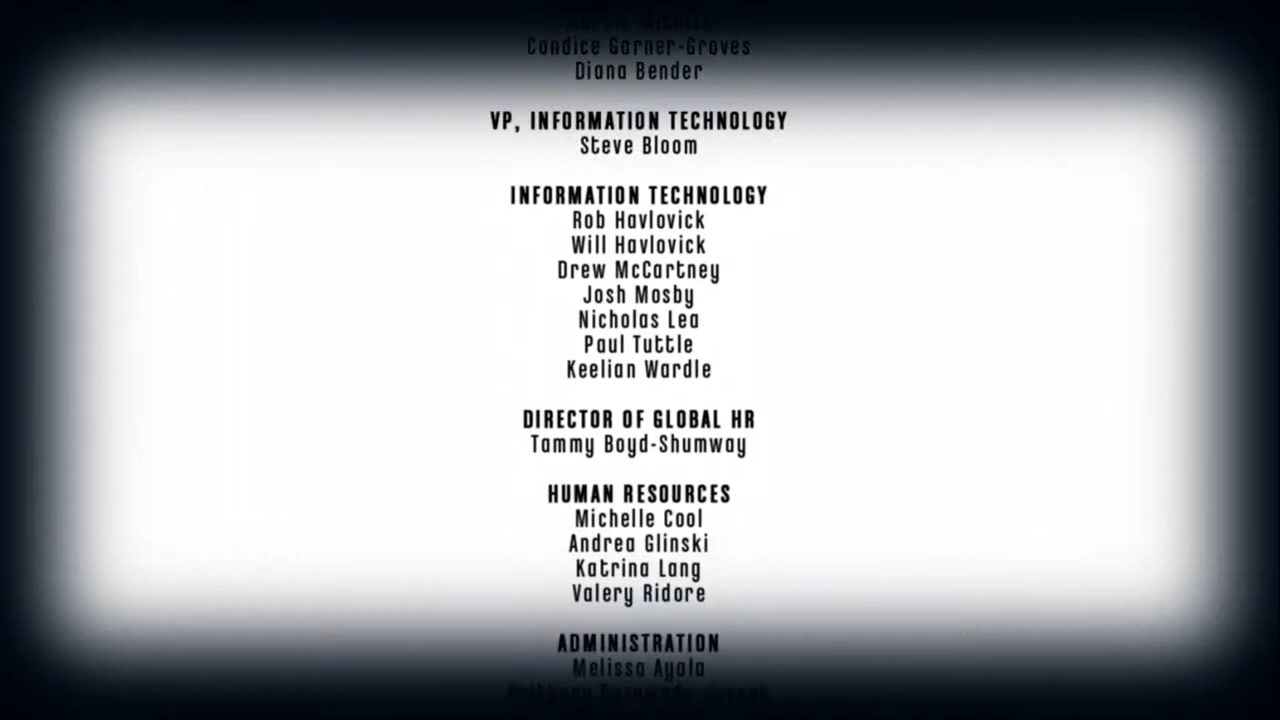 Candice Garner-Groves
Diana Bender
VP, INFORMATION TECHNOLOGY
Steve Bloom
INFORMATION TECHNOLOGY
Rob Havlovick
Will Havlovick
Drew McCartney
Josh Mosby
Nicholas Lea
Paul Tuttle
Keelian Wardle
DIRECTOR OF GLOBAL HR
Tammy Boyd-Shumway
HUMAN RESOURCES
Michelle Cool
Andrea Glinski
Katrina Lang
Valery Ridore
ADMINISTRATION
Melissa Ayala